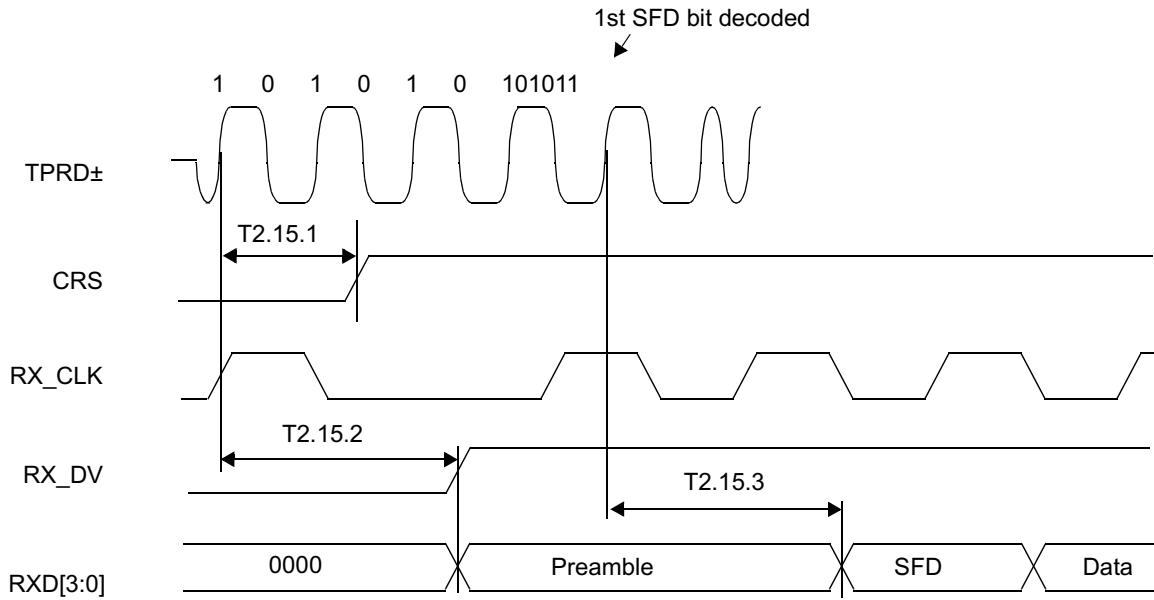 1st SFD bit decoded
1 0 1 0 1 0 101011
TPRD±
T2.15.1
CRS
RX_CLK
T2.15.2
RX_DV
T2.15.3
0000 Preamble SFD Data
RXD[3:0]